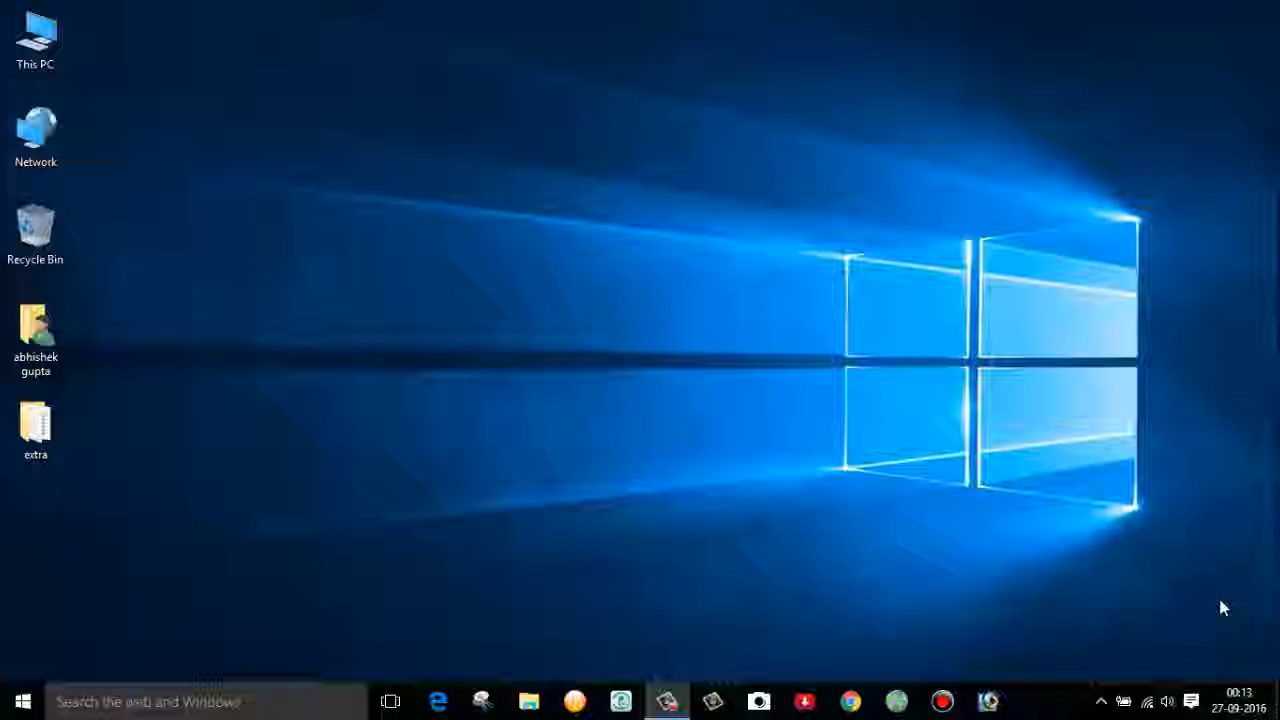 This PC
Network
Recycle Bin
abhishek
gupta
extra
Search the web and Windows
00:13
27-09-2016